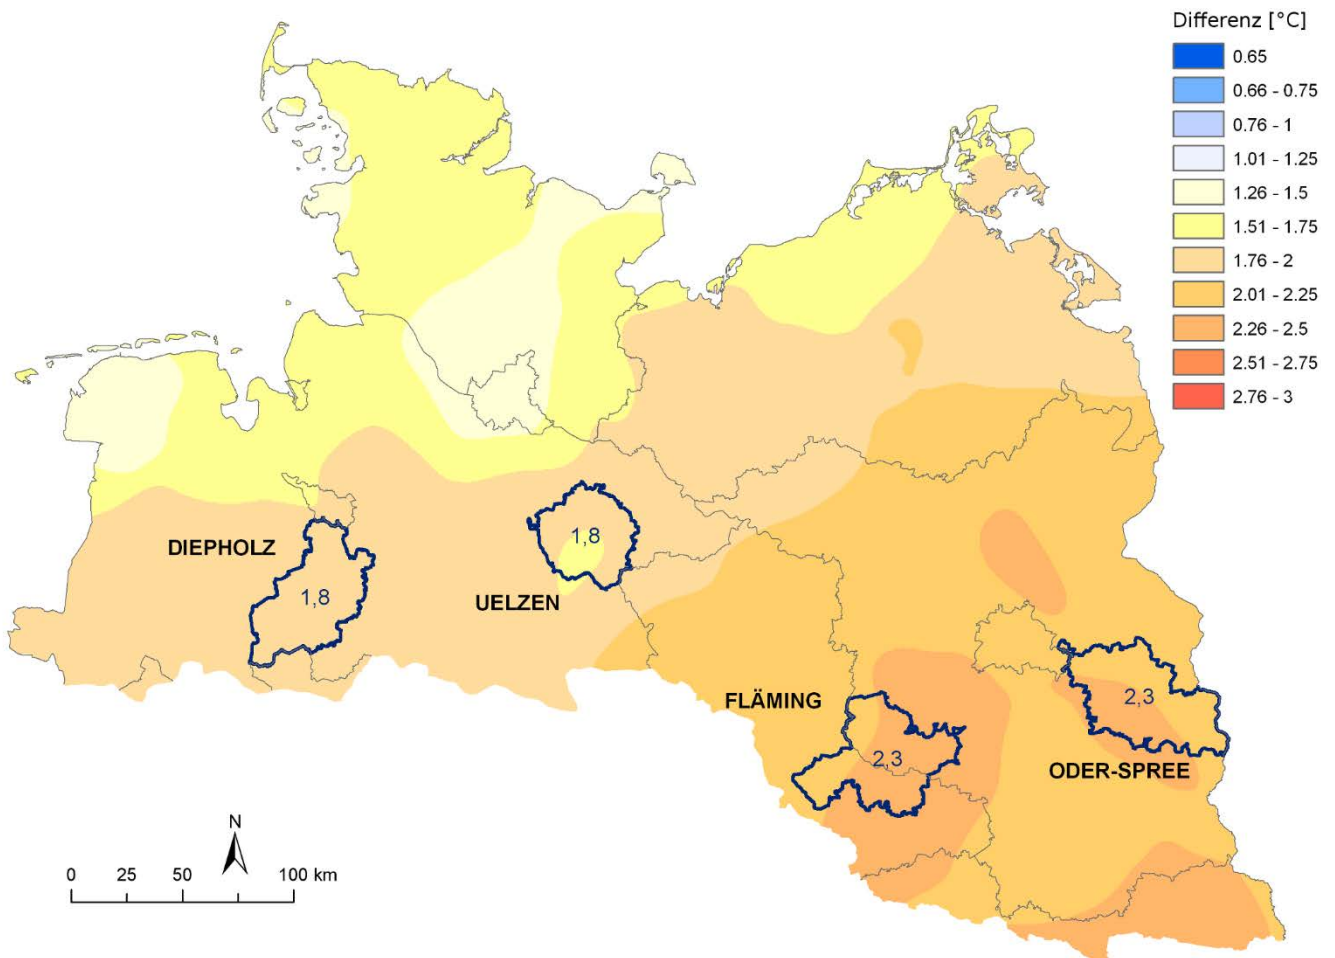 Differenz [°C]
0.65
0.66 - 0.75
0.76 - 1
1.01 - 1.25
1.26 - 1.5
1.51 - 1.75
1.76 - 2
2.01 - 2.25
2.26 - 2.5
2.51 - 2.75
2.76 - 3
DIEPHOLZ
1,8
UELZEN
1,8
FLÄMING
2,3
ODER-SPREE
2,3
N
0 25 50 100 km